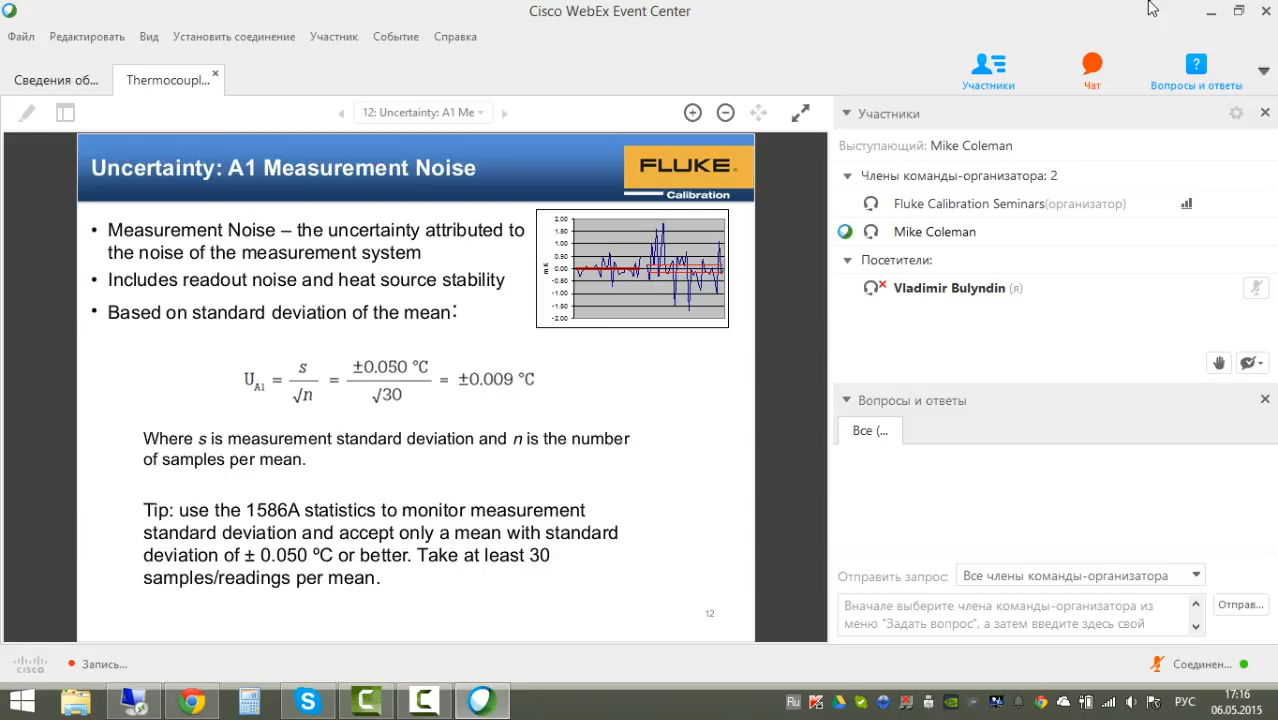 Cisco WebEx Event Center
Файл Редактировать Вид Установить соединение Участник Событие Справка
Сведения об... Thermocoupl...
Участники Чат Вопросы и ответы
12: Uncertainty: A1 Me
Uncertainty: A1 Measurement Noise
FLUKE®
Calibration
• Measurement Noise – the uncertainty attributed to
the noise of the measurement system
• Includes readout noise and heat source stability
• Based on standard deviation of the mean:
2.00
1.50
1.00
0.50
0.00
-0.50
-1.00
-1.50
-2.00
m K
U_A1 = s/√n = ±0.050 °C/√30 = ±0.009 °C
Where s is measurement standard deviation and n is the number
of samples per mean.
Tip: use the 1586A statistics to monitor measurement
standard deviation and accept only a mean with standard
deviation of ± 0.050 ºC or better. Take at least 30
samples/readings per mean.
12
Участники
Выступающий: Mike Coleman
Члены команды-организатора: 2
Fluke Calibration Seminars(организатор)
Mike Coleman
Посетители:
Vladimir Bulyndin (я)
Вопросы и ответы
Все (...
Отправить запрос: Все члены команды-организатора
Вначале выберите члена команды-организатора из
меню "Задать вопрос", а затем введите здесь свой
Отправ...
cisco Запись... Соединен...
Ru РУС 17:16
06.05.2015